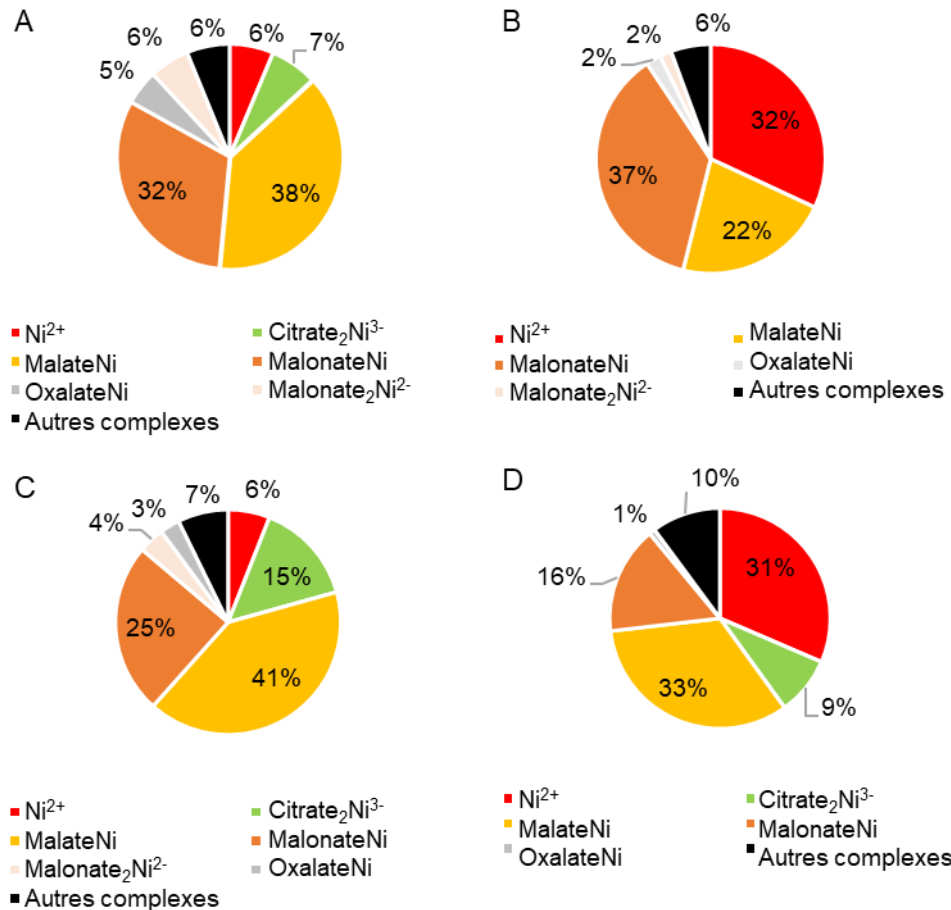 A
6%
6%
6%
7%
5%
32%
38%
Ni²⁺
Citrate₂Ni³⁻
MalateNi
MalonateNi
OxalateNi
Malonate₂Ni²⁻
Autres complexes
B
2%
6%
2%
32%
37%
22%
Ni²⁺
MalateNi
MalonateNi
OxalateNi
Malonate₂Ni²⁻
Autres complexes
C
7%
6%
3%
4%
15%
25%
41%
Ni²⁺
Citrate₂Ni³⁻
MalateNi
MalonateNi
Malonate₂Ni²⁻
OxalateNi
Autres complexes
D
10%
1%
31%
16%
33%
9%
Ni²⁺
Citrate₂Ni³⁻
MalateNi
MalonateNi
OxalateNi
Autres complexes